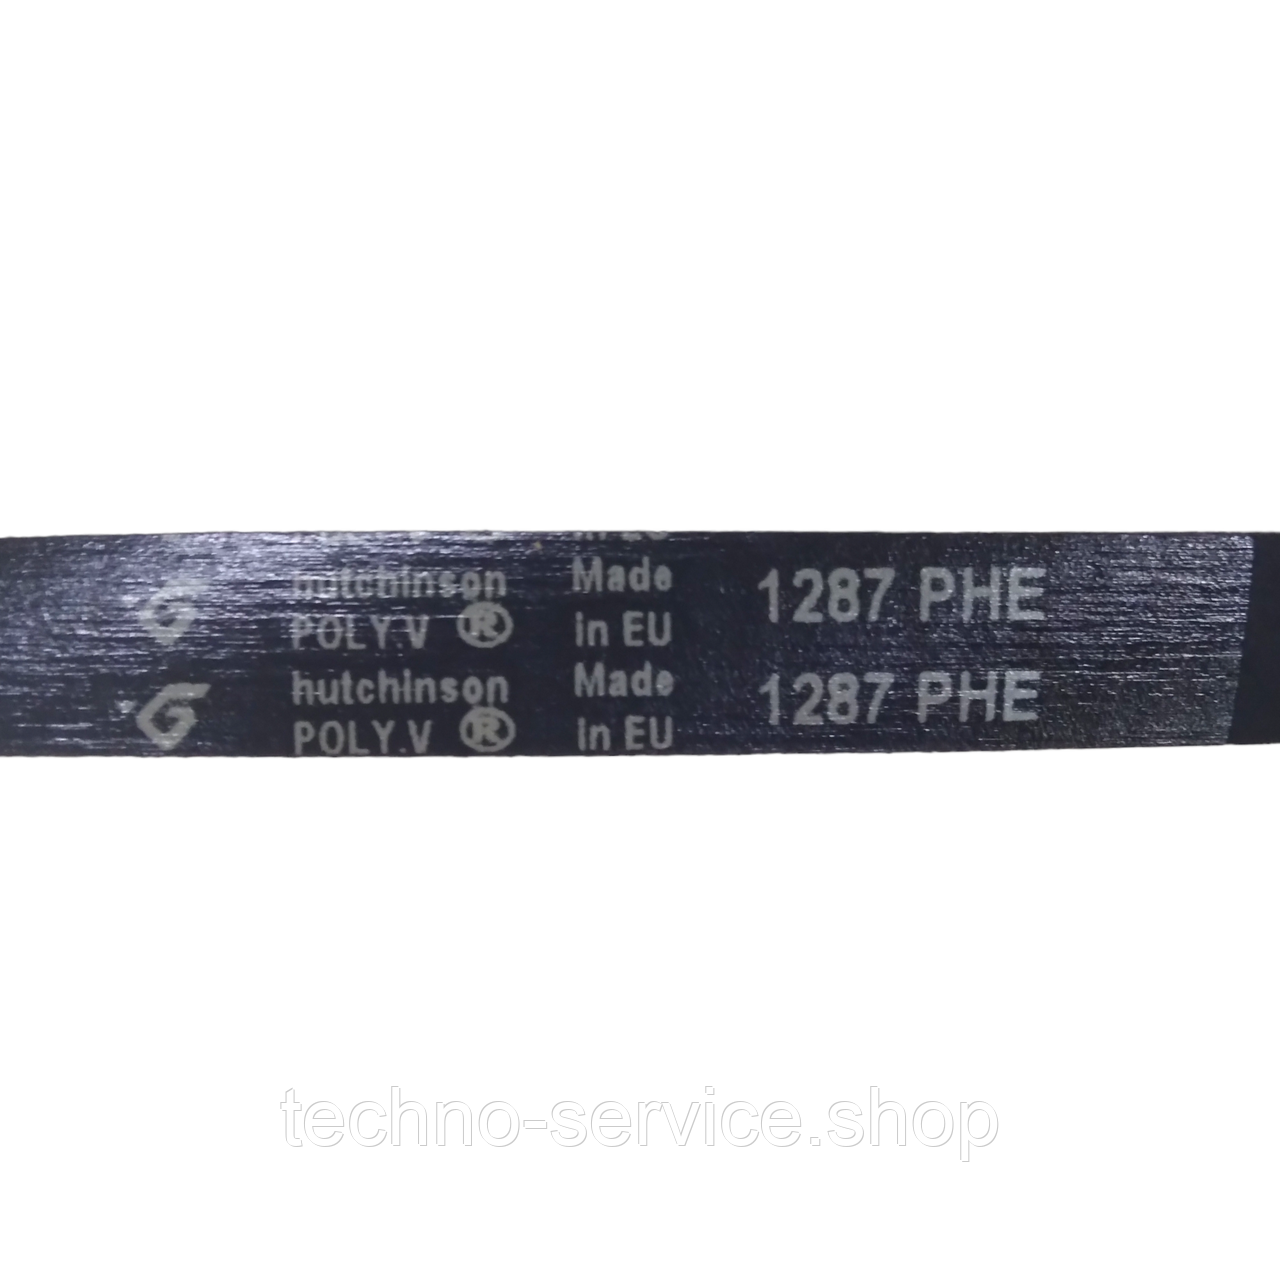 hutchinson Made 1287 PHE
POLY.V ® in EU
hutchinson Made 1287 PHE
POLY.V ® in EU
techno-service.shop